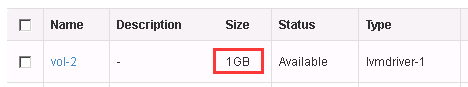 Name Description Size Status Type
vol-2 - 1GB Available lvmdriver-1